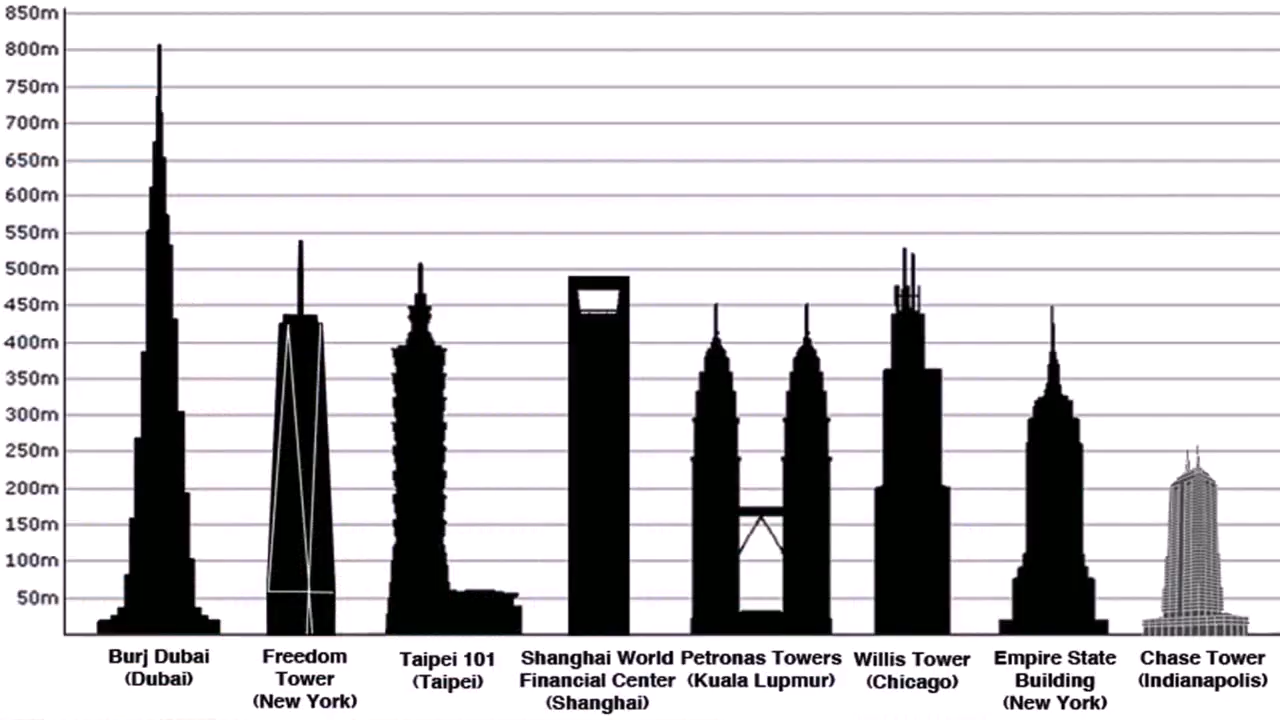 850m
800m
750m
700m
650m
600m
550m
500m
450m
400m
350m
300m
250m
200m
150m
100m
50m
Burj Dubai
(Dubai)
Freedom
Tower
(New York)
Taipei 101
(Taipei)
Shanghai World
Financial Center
(Shanghai)
Petronas Towers
(Kuala Lupmur)
Willis Tower
(Chicago)
Empire State
Building
(New York)
Chase Tower
(Indianapolis)